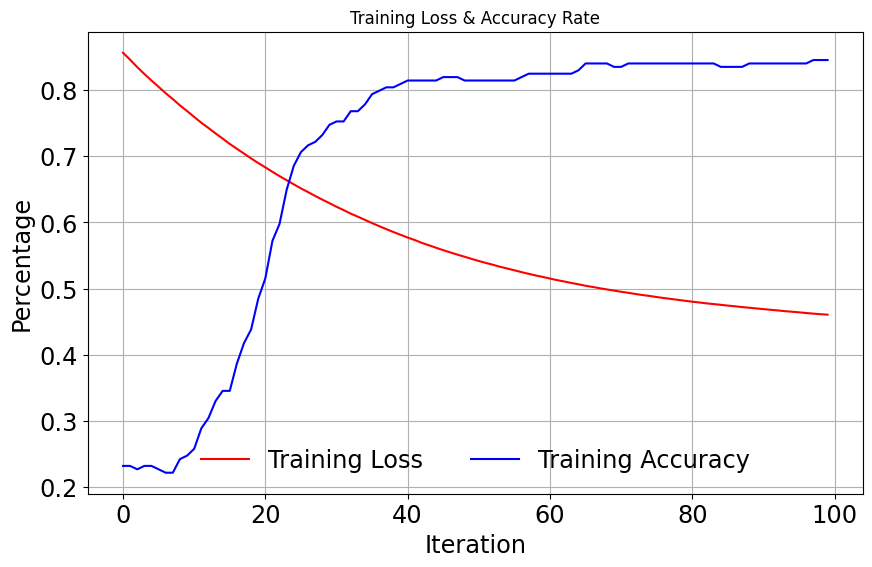 Training Loss & Accuracy Rate
Percentage
0.8
0.7
0.6
0.5
0.4
0.3
0.2
Training Loss Training Accuracy
0 20 40 60 80 100
Iteration